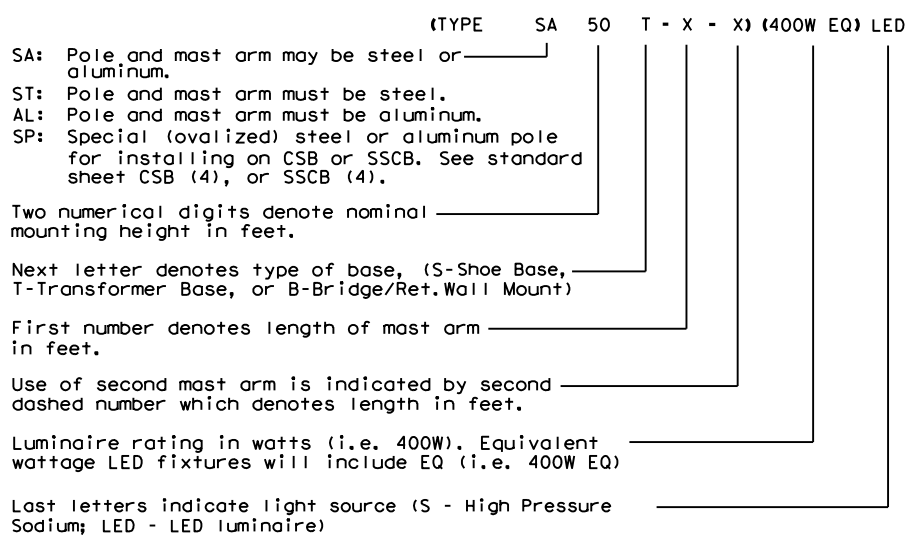 (TYPE SA 50 T - X - X) (400W EQ) LED
SA: Pole and mast arm may be steel or
aluminum.
ST: Pole and mast arm must be steel.
AL: Pole and mast arm must be aluminum.
SP: Special (ovalized) steel or aluminum pole
for installing on CSB or SSCB. See standard
sheet CSB (4), or SSCB (4).
Two numerical digits denote nominal
mounting height in feet.
Next letter denotes type of base, (S-Shoe Base,
T-Transformer Base, or B-Bridge/Ret.Wall Mount)
First number denotes length of mast arm
in feet.
Use of second mast arm is indicated by second
dashed number which denotes length in feet.
Luminaire rating in watts (i.e. 400W). Equivalent
wattage LED fixtures will include EQ (i.e. 400W EQ)
Last letters indicate light source (S - High Pressure
Sodium; LED - LED luminaire)